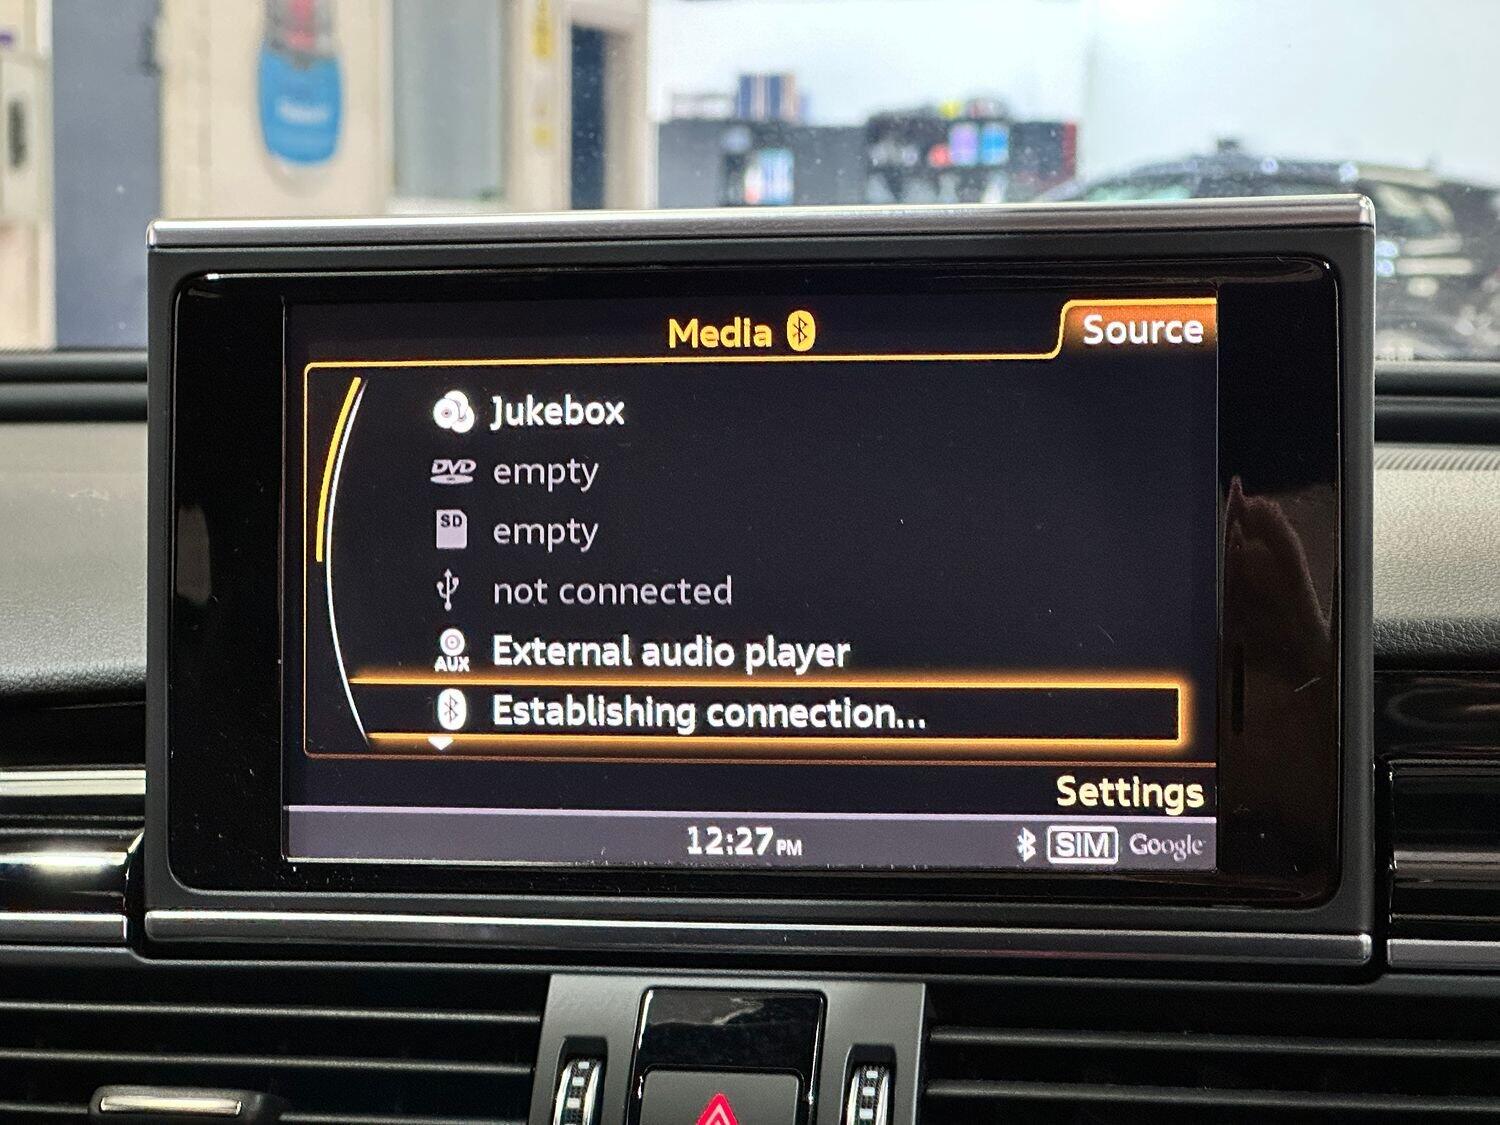 Media
Source
Jukebox
DVD empty
SD empty
not connected
AUX External audio player
Establishing connection...
Settings
12:27PM SIM Google